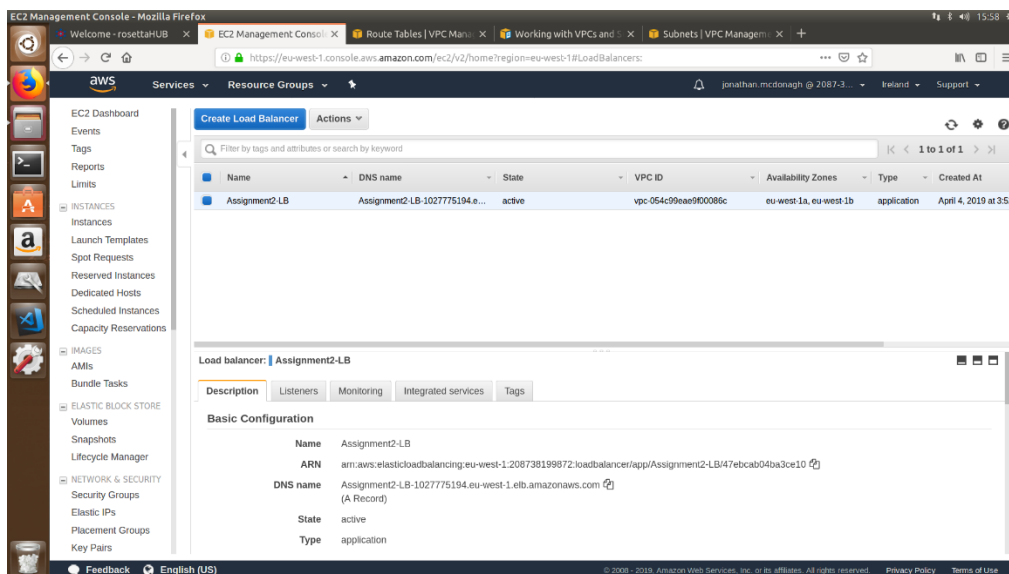 EC2 Management Console - Mozilla Firefox
15:58
Welcome - rosettaHUB
EC2 Management Consol
Route Tables | VPC Mana
Working with VPCs and S
Subnets | VPC Managem
https://eu-west-1.console.aws.amazon.com/ec2/v2/home?region=eu-west-1#LoadBalancers:
aws
Services
Resource Groups
jonathan.mcdonagh @ 2087-3...
Ireland
Support
EC2 Dashboard
Events
Tags
Reports
Limits
INSTANCES
Instances
Launch Templates
Spot Requests
Reserved Instances
Dedicated Hosts
Scheduled Instances
Capacity Reservations
IMAGES
AMIs
Bundle Tasks
ELASTIC BLOCK STORE
Volumes
Snapshots
Lifecycle Manager
NETWORK & SECURITY
Security Groups
Elastic IPs
Placement Groups
Key Pairs
Create Load Balancer
Actions
Filter by tags and attributes or search by keyword
1 to 1 of 1
Name DNS name State VPC ID Availability Zones Type Created At
Assignment2-LB Assignment2-LB-1027775194.e... active vpc-054c99eae9f00086c eu-west-1a, eu-west-1b application April 4, 2019 at 3:5
Load balancer: Assignment2-LB
Description Listeners Monitoring Integrated services Tags
Basic Configuration
Name Assignment2-LB
ARN arn:aws:elasticloadbalancing:eu-west-1:208738199872:loadbalancer/app/Assignment2-LB/47ebcab04ba3ce10
DNS name Assignment2-LB-1027775194.eu-west-1.elb.amazonaws.com
(A Record)
State active
Type application
Feedback
English (US)
© 2008 - 2019, Amazon Web Services, Inc. or its affiliates. All rights reserved.
Privacy Policy
Terms of Use